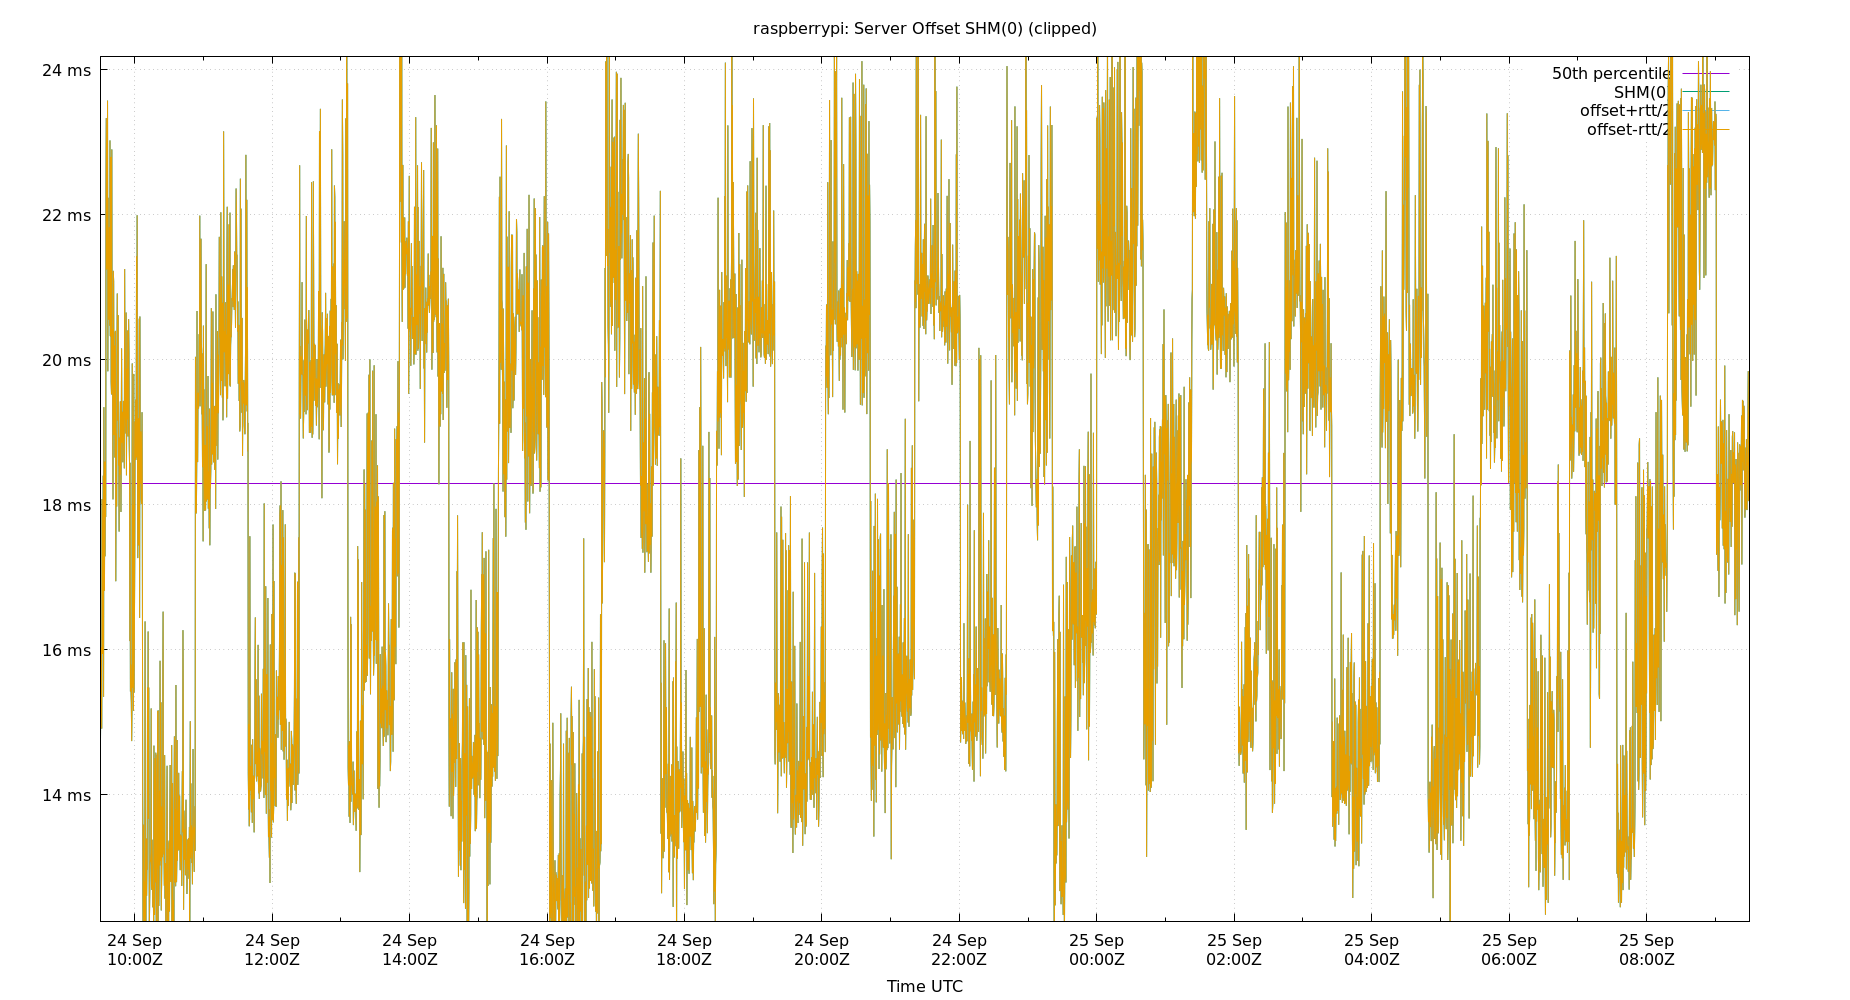 raspberrypi: Server Offset SHM(0) (clipped)
24 ms
22 ms
20 ms
18 ms
16 ms
14 ms
50th percentile
SHM(0)
offset+rtt/2
offset-rtt/2
24 Sep 24 Sep 24 Sep 24 Sep 24 Sep 24 Sep 24 Sep 25 Sep 25 Sep 25 Sep 25 Sep 25 Sep
10:00Z 12:00Z 14:00Z 16:00Z 18:00Z 20:00Z 22:00Z 00:00Z 02:00Z 04:00Z 06:00Z 08:00Z
Time UTC